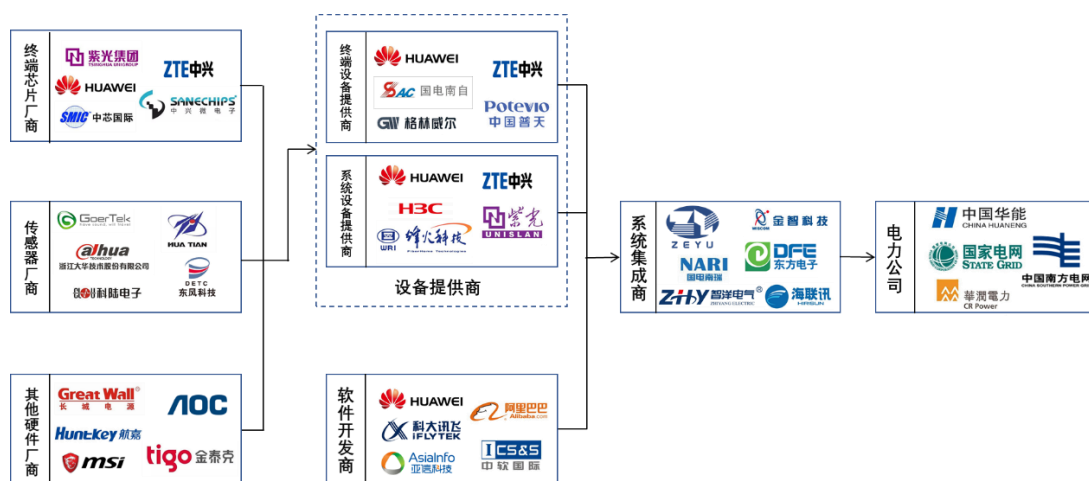 终端芯片厂商
紫光集团
TSINGHUA UNIGROUP
ZTE中兴
HUAWEI
SANECHIPS
中兴微电子
SMIC 中芯国际
传感器厂商
GoerTek
HUA TIAN
alhua
TECHNOLOGY
浙江大华技术股份有限公司
DETC
东风科技
科陆电子
其他硬件厂商
Great Wall®
长城电源
AOC
Huntkey 航嘉
msi
tigo 金泰克
终端设备提供商
HUAWEI
ZTE中兴
SAC 国电南自
POTEVIO
中国普天
GW 格林威尔
系统设备提供商
HUAWEI
ZTE中兴
H3C
紫光
UNISLAN
WRI
烽火科技
FiberHome Technologies
设备提供商
软件开发商
HUAWEI
阿里巴巴
Alibaba.com
科大讯飞
iFLYTEK
AsiaInfo
亚信科技
ICS&S
中软国际
系统集成商
ZEYU
金智科技
WISCOM
NARI
国电南瑞
DFE
东方电子
ZHY 智洋电气®
ZHIYANG ELECTRIC
海联讯
HIRISUN
电力公司
中国华能
CHINA HUANENG
国家电网
STATE GRID
中国南方电网
CHINA SOUTHERN POWER GRID
華潤電力
CR Power